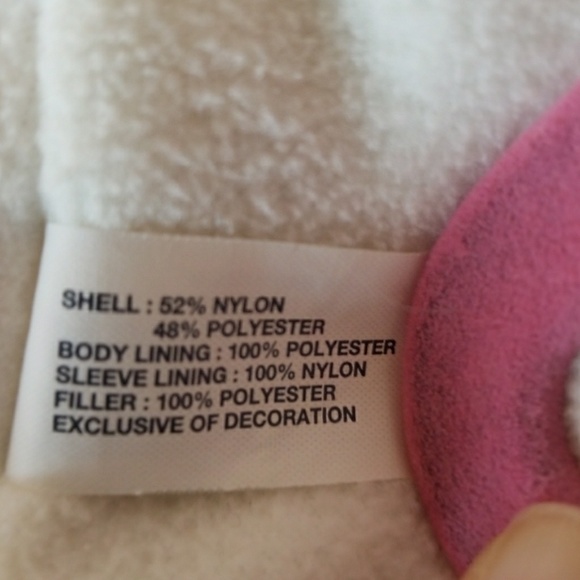 SHELL : 52% NYLON
48% POLYESTER
BODY LINING : 100% POLYESTER
SLEEVE LINING : 100% NYLON
FILLER : 100% POLYESTER
EXCLUSIVE OF DECORATION